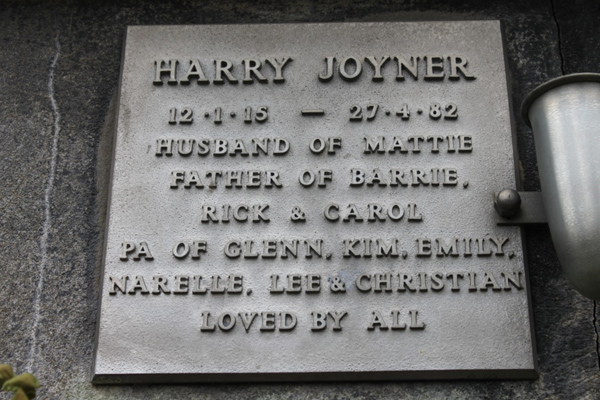 HARRY JOYNER
12·1·15 — 27·4·82
HUSBAND OF MATTIE
FATHER OF BARRIE,
RICK & CAROL
PA OF GLENN, KIM, EMILY,
NARELLE, LEE & CHRISTIAN
LOVED BY ALL